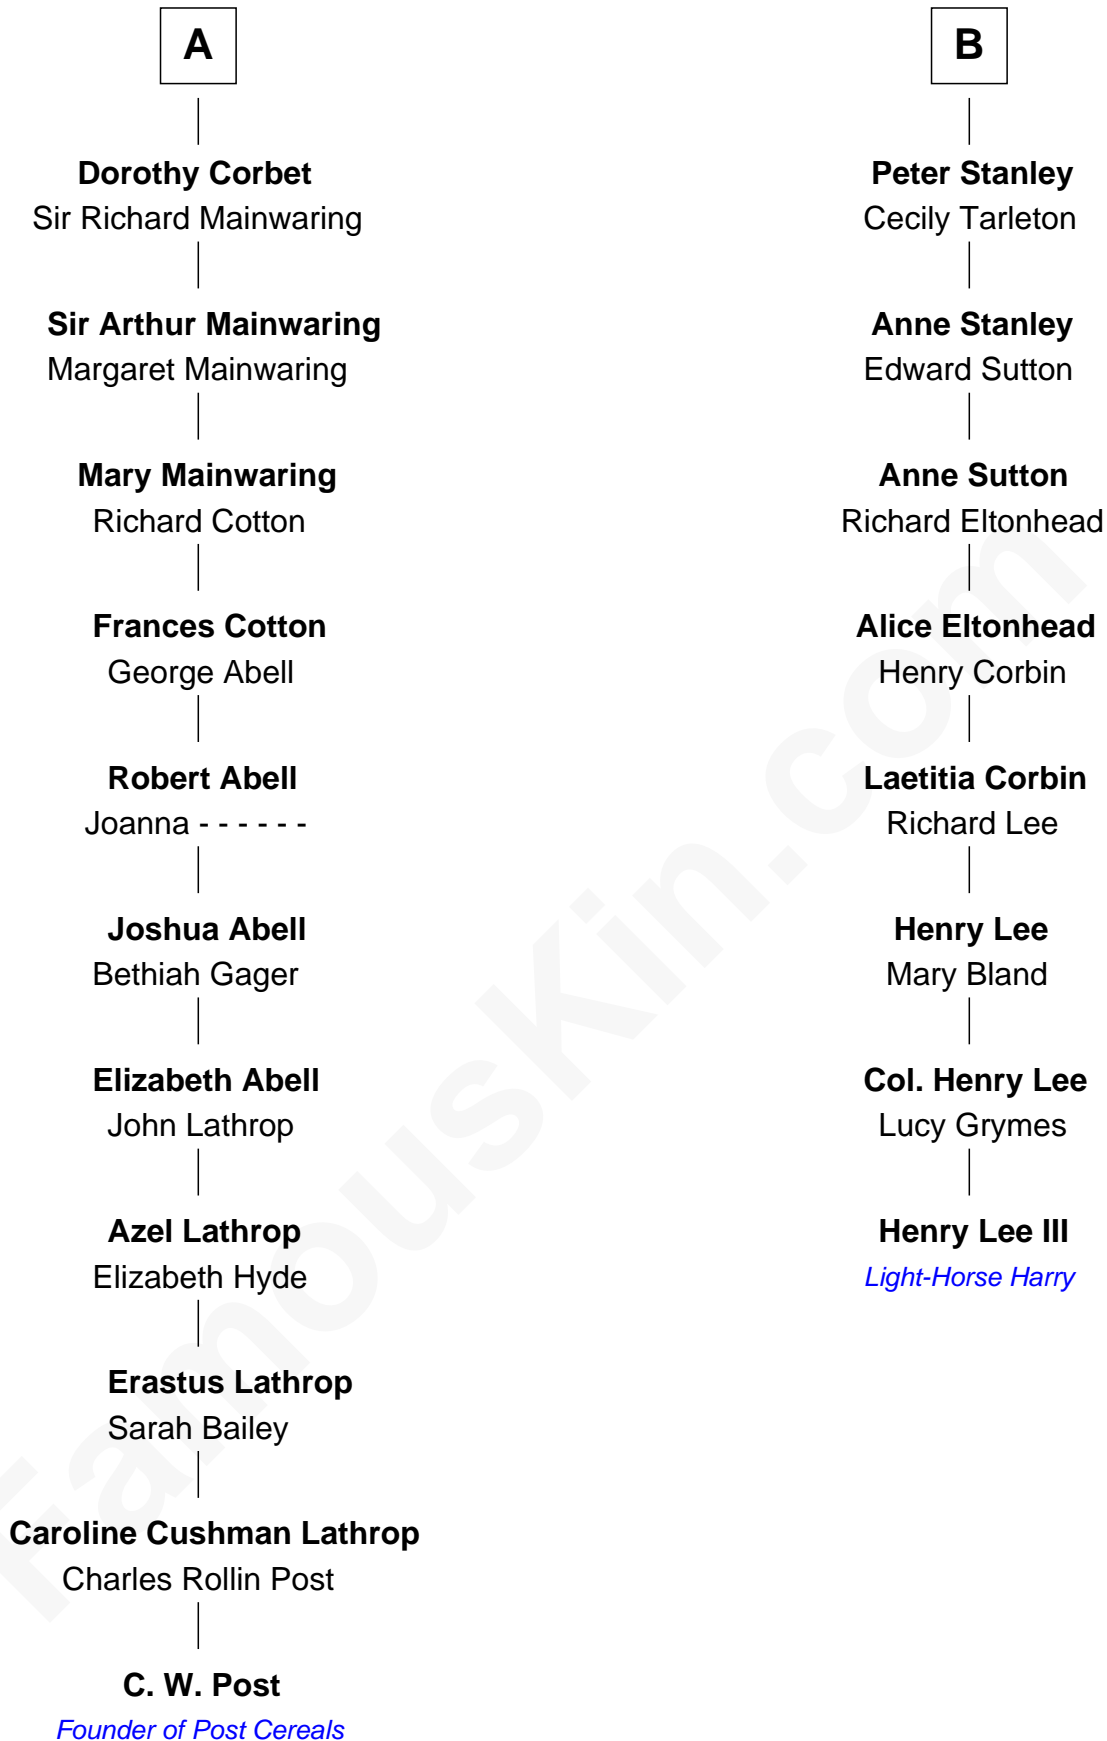 A
Dorothy Corbet
Sir Richard Mainwaring
Sir Arthur Mainwaring
Margaret Mainwaring
Mary Mainwaring
Richard Cotton
Frances Cotton
George Abell
Robert Abell
Joanna - - - - - -
Joshua Abell
Bethiah Gager
Elizabeth Abell
John Lathrop
Azel Lathrop
Elizabeth Hyde
Erastus Lathrop
Sarah Bailey
Caroline Cushman Lathrop
Charles Rollin Post
C. W. Post
Founder of Post Cereals
B
Peter Stanley
Cecily Tarleton
Anne Stanley
Edward Sutton
Anne Sutton
Richard Eltonhead
Alice Eltonhead
Henry Corbin
Laetitia Corbin
Richard Lee
Henry Lee
Mary Bland
Col. Henry Lee
Lucy Grymes
Henry Lee III
Light-Horse Harry
FamousKin.com